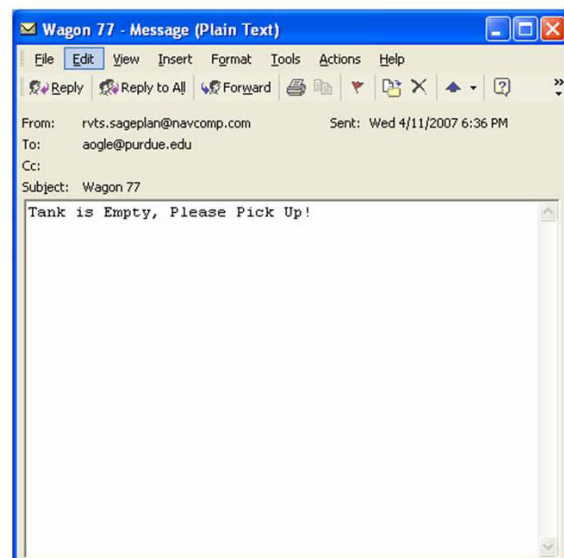 Wagon 77 - Message (Plain Text)
File Edit View Insert Format Tools Actions Help
Reply Reply to All Forward
From: rvts.sageplan@navcomp.com Sent: Wed 4/11/2007 6:36 PM
To: aogle@purdue.edu
Cc:
Subject: Wagon 77
Tank is Empty, Please Pick Up!